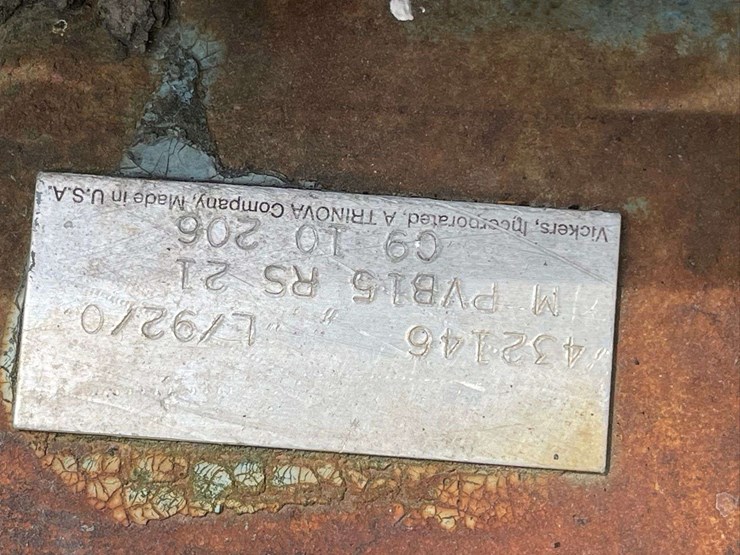 432146 L/92/0
M PVB15 RS 21
C9 10 206
Vickers, Incorporated. A TRINOVA Company, Made in U.S.A.